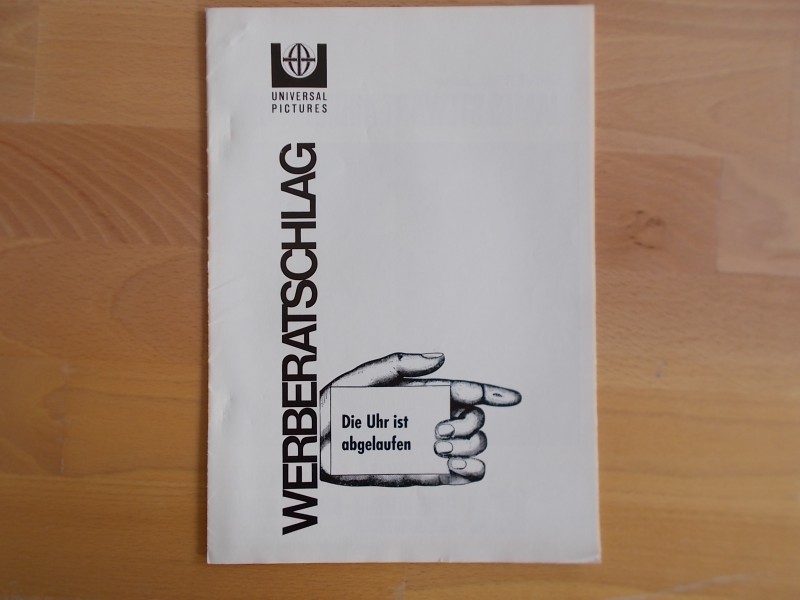 UNIVERSAL
PICTURES
WERBERATSCHLAG
Die Uhr ist
abgelaufen